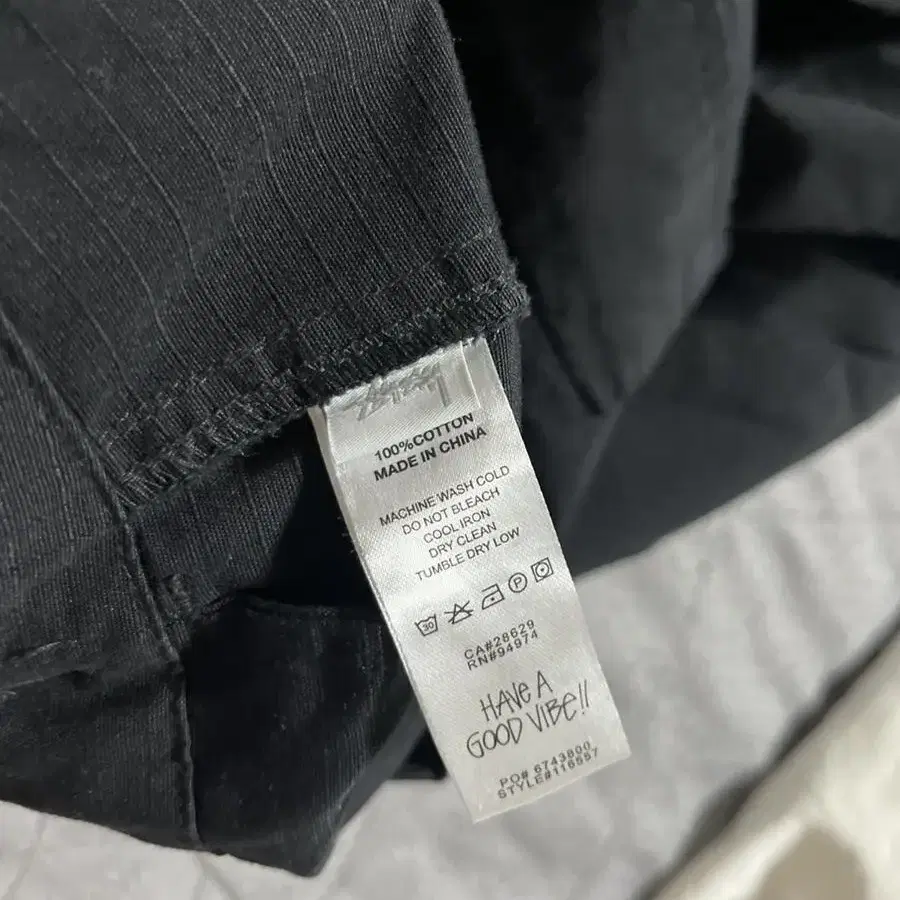 STUSSY
100%COTTON
MADE IN CHINA
MACHINE WASH COLD
DO NOT BLEACH
COOL IRON
DRY CLEAN
TUMBLE DRY LOW
30 P
CA#28629
RN#94974
HAVE A
GOOD VIBE!!
PO# 6743800
STYLE#116557